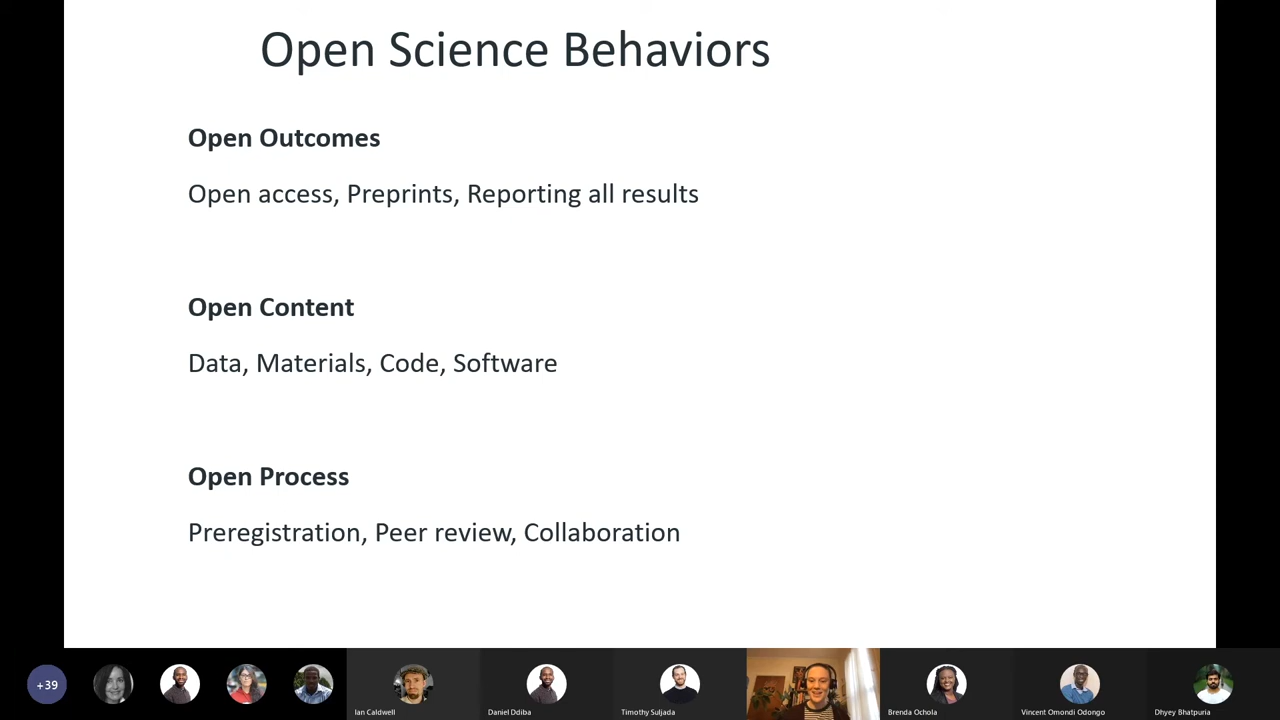 Open Science Behaviors
Open Outcomes
Open access, Preprints, Reporting all results
Open Content
Data, Materials, Code, Software
Open Process
Preregistration, Peer review, Collaboration
+39
Ian Caldwell
Daniel Ddiba
Timothy Suljada
Brenda Ochola
Vincent Omondi Odongo
Dhyey Bhatpuria